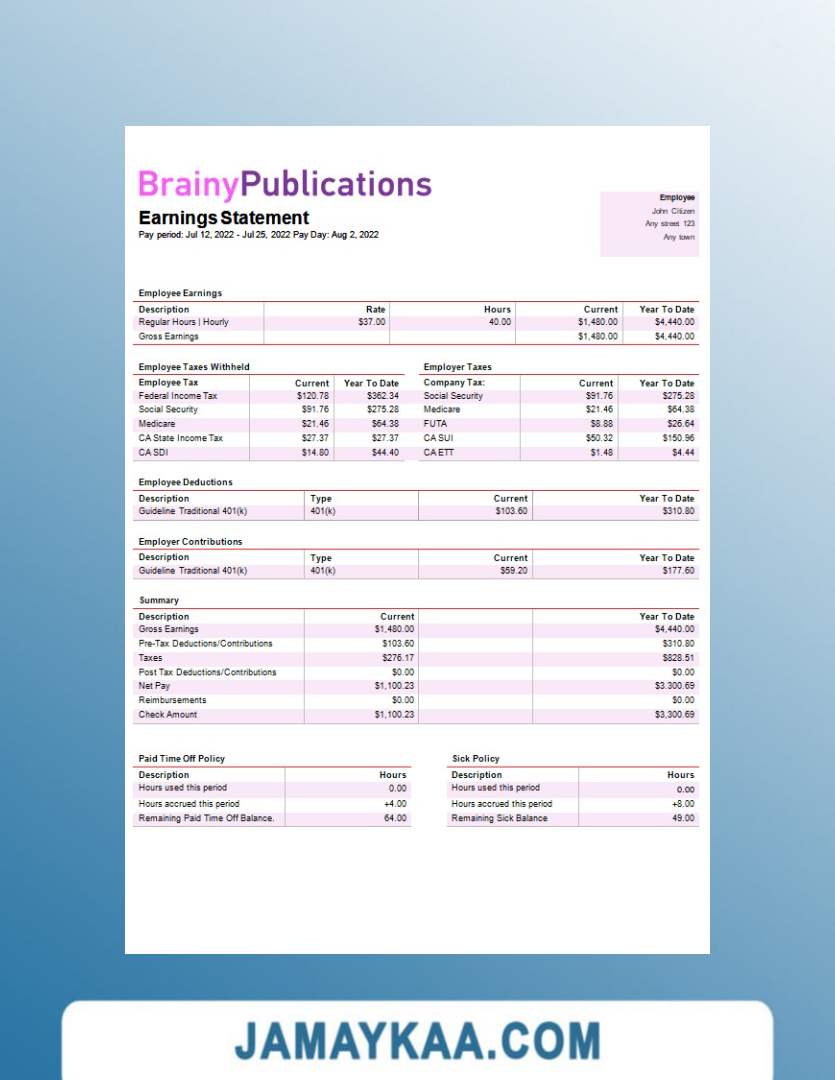 BrainyPublications
Earnings Statement
Pay period: Jul 12, 2022 - Jul 25, 2022 Pay Day: Aug 2, 2022
Employee
John Citizen
Any street 123
Any town
Employee Earnings
Description Rate Hours Current Year To Date
Regular Hours | Hourly $37.00 40.00 $1,480.00 $4,440.00
Gross Earnings $1,480.00 $4,440.00
Employee Taxes Withheld
Employee Tax Current Year To Date
Federal Income Tax $120.78 $362.34
Social Security $91.76 $275.28
Medicare $21.46 $64.38
CA State Income Tax $27.37 $27.37
CA SDI $14.80 $44.40
Employer Taxes
Company Tax: Current Year To Date
Social Security $91.76 $275.28
Medicare $21.46 $64.38
FUTA $8.88 $26.64
CA SUI $50.32 $150.96
CA ETT $1.48 $4.44
Employee Deductions
Description Type Current Year To Date
Guideline Traditional 401(k) 401(k) $103.60 $310.80
Employer Contributions
Description Type Current Year To Date
Guideline Traditional 401(k) 401(k) $59.20 $177.60
Summary
Description Current Year To Date
Gross Earnings $1,480.00 $4,440.00
Pre-Tax Deductions/Contributions $103.60 $310.80
Taxes $276.17 $828.51
Post Tax Deductions/Contributions $0.00 $0.00
Net Pay $1,100.23 $3.300.69
Reimbursements $0.00 $0.00
Check Amount $1,100.23 $3,300.69
Paid Time Off Policy
Description Hours
Hours used this period 0.00
Hours accrued this period +4.00
Remaining Paid Time Off Balance. 64.00
Sick Policy
Description Hours
Hours used this period 0.00
Hours accrued this period +8.00
Remaining Sick Balance 49.00
JAMAYKAA.COM